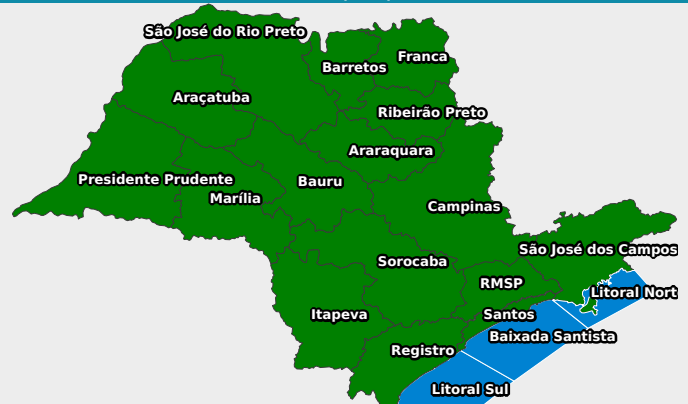 São José do Rio Preto
Franca
Barretos
Araçatuba
Ribeirão Preto
Araraquara
Presidente Prudente
Bauru
Marília
Campinas
São José dos Campos
Sorocaba
RMSP
Litoral Nort
Itapeva
Santos
Baixada Santista
Registro
Litoral Sul